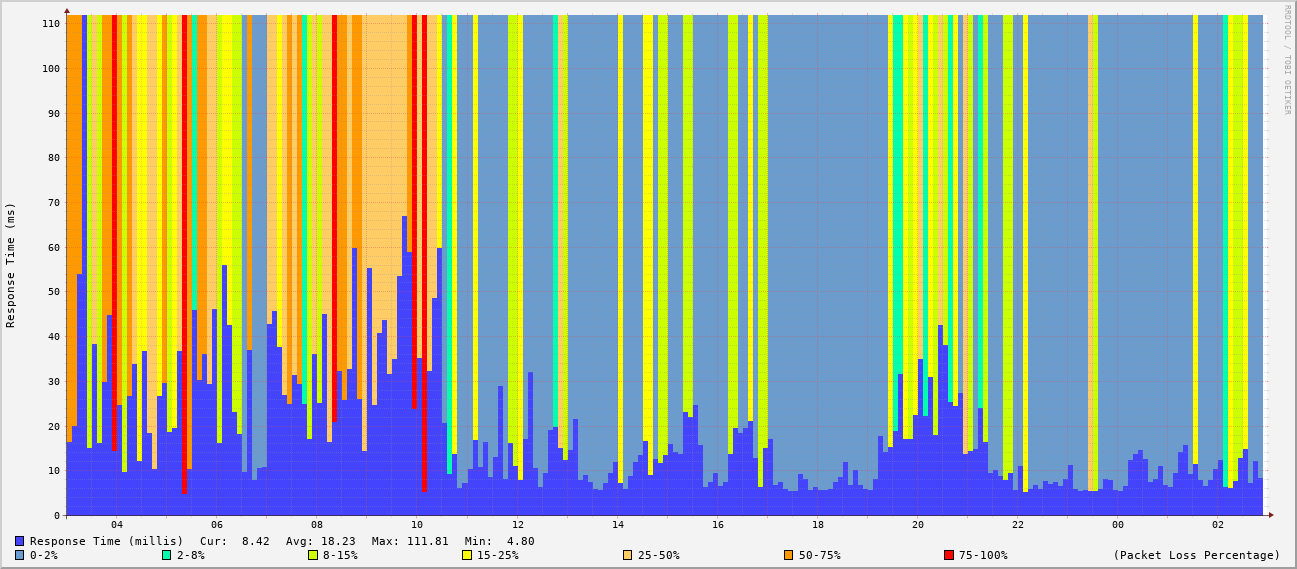 RRDTOOL / TOBI OETIKER
Response Time (ms)
110
100
90
80
70
60
50
40
30
20
10
0
04 06 08 10 12 14 16 18 20 22 00 02
Response Time (millis) Cur: 8.42 Avg: 18.23 Max: 111.81 Min: 4.80
0-2% 2-8% 8-15% 15-25% 25-50% 50-75% 75-100% (Packet Loss Percentage)